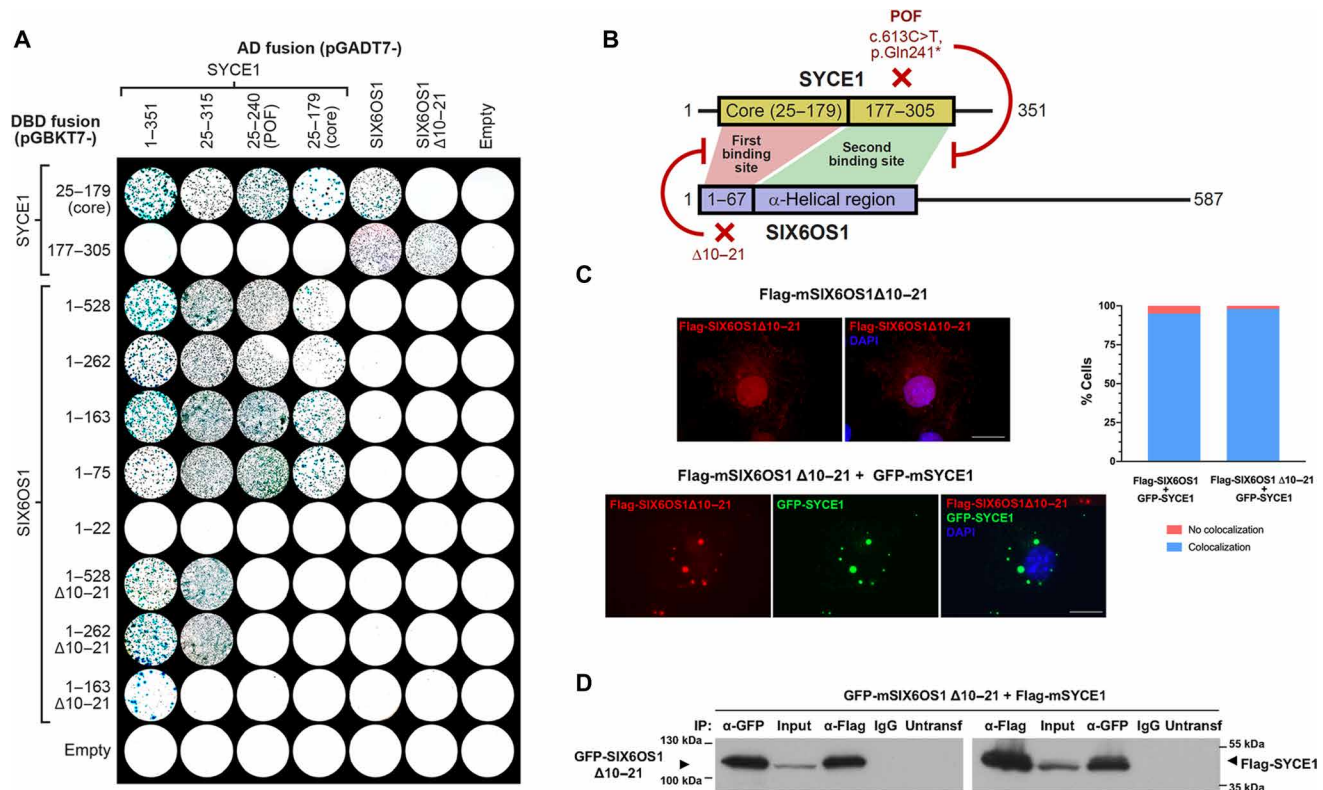 A
AD fusion (pGADT7-)
SYCE1
DBD fusion
(pGBKT7-)
1–351
25–315
25–240
(POF)
25–179
(core)
SIX6OS1
SIX6OS1
Δ10–21
Empty
SYCE1
25–179
(core)
177–305
SIX6OS1
1–528
1–262
1–163
1–75
1–22
1–528
Δ10–21
1–262
Δ10–21
1–163
Δ10–21
Empty
B
POF
c.613C>T,
p.Gln241*
SYCE1
1
Core (25–179)
177–305
351
First
binding
site
Second
binding site
1
1–67
α-Helical region
587
SIX6OS1
Δ10–21
C
Flag-mSIX6OS1Δ10–21
Flag-SIX6OS1Δ10–21
Flag-SIX6OS1Δ10–21
DAPI
Flag-mSIX6OS1 Δ10–21 + GFP-mSYCE1
Flag-SIX6OS1Δ10–21
GFP-SYCE1
Flag-SIX6OS1Δ10–21
GFP-SYCE1
DAPI
% Cells
100
75
50
25
0
Flag-SIX6OS1
+
GFP-SYCE1
Flag-SIX6OS1 Δ10–21
+
GFP-SYCE1
No colocalization
Colocalization
D
GFP-mSIX6OS1 Δ10–21 + Flag-mSYCE1
IP: α-GFP Input α-Flag IgG Untransf
α-Flag Input α-GFP IgG Untransf
130 kDa
GFP-SIX6OS1
Δ10–21
100 kDa
55 kDa
Flag-SYCE1
35 kDa